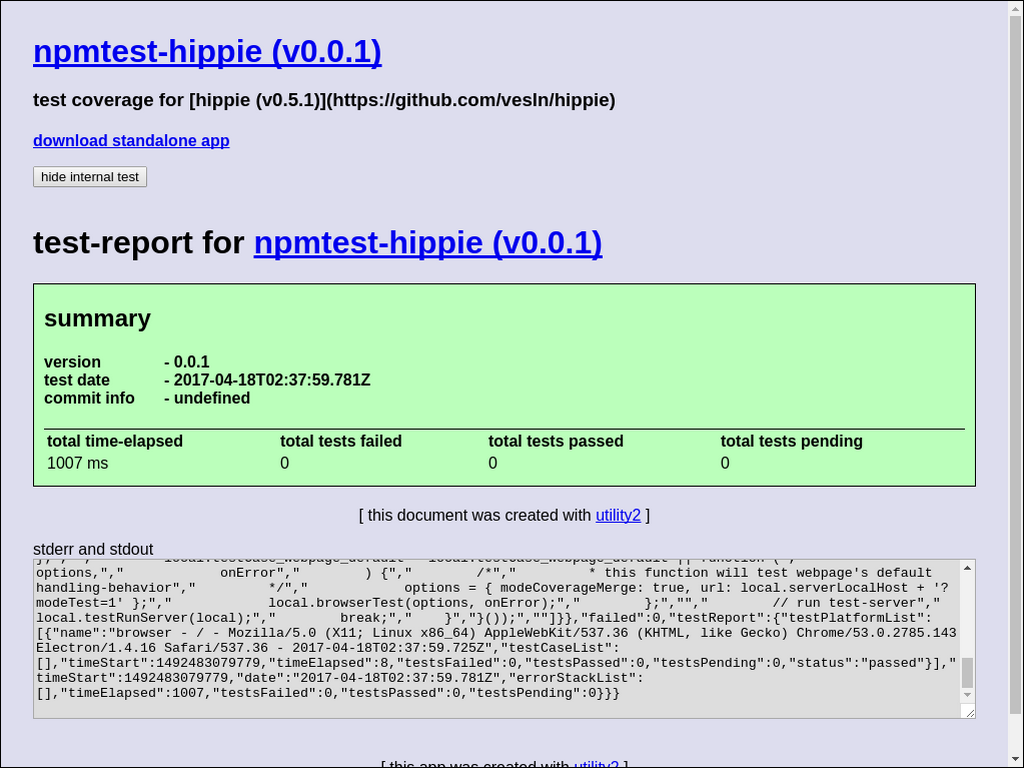 npmtest-hippie (v0.0.1)
test coverage for [hippie (v0.5.1)](https://github.com/vesln/hippie)
download standalone app
hide internal test
test-report for npmtest-hippie (v0.0.1)
summary
version - 0.0.1
test date - 2017-04-18T02:37:59.781Z
commit info - undefined
total time-elapsed total tests failed total tests passed total tests pending
1007 ms 0 0 0
[ this document was created with utility2 ]
stderr and stdout
options,","            onError","        ) {","        /*","         * this function will test webpage's default
handling-behavior","         */","            options = { modeCoverageMerge: true, url: local.serverLocalHost + '?
modeTest=1' };","            local.browserTest(options, onError);","        };","","        // run test-server","
local.testRunServer(local);","        break;","    }","}());",""]}},"failed":0,"testReport":{"testPlatformList":
[{"name":"browser - / - Mozilla/5.0 (X11; Linux x86_64) AppleWebKit/537.36 (KHTML, like Gecko) Chrome/53.0.2785.143
Electron/1.4.16 Safari/537.36 - 2017-04-18T02:37:59.725Z","testCaseList":
[],"timeStart":1492483079779,"timeElapsed":8,"testsFailed":0,"testsPassed":0,"testsPending":0,"status":"passed"}],"
timeStart":1492483079779,"date":"2017-04-18T02:37:59.781Z","errorStackList":
[],"timeElapsed":1007,"testsFailed":0,"testsPassed":0,"testsPending":0}}}
[ this app was created with utility2 ]